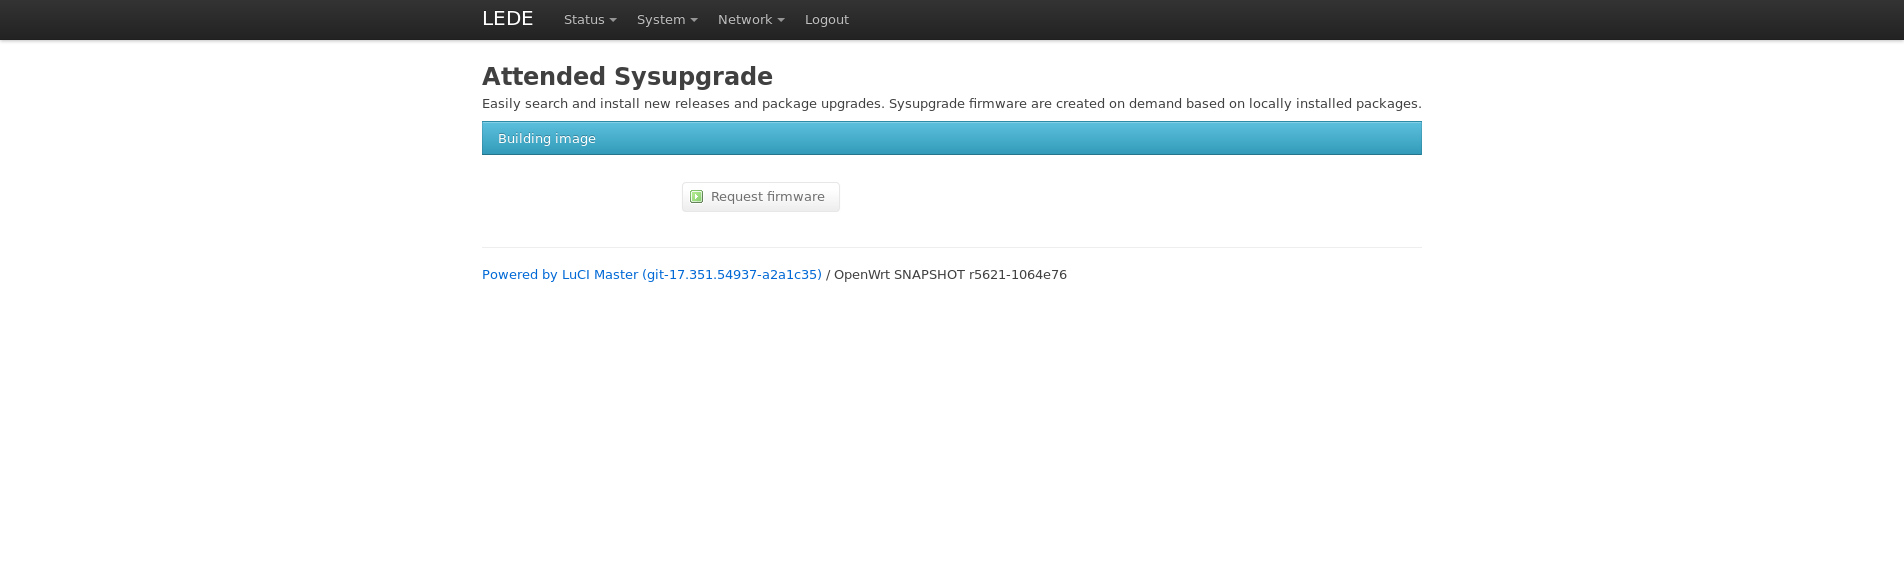 LEDE Status System Network Logout
Attended Sysupgrade
Easily search and install new releases and package upgrades. Sysupgrade firmware are created on demand based on locally installed packages.
Building image
Request firmware
Powered by LuCI Master (git-17.351.54937-a2a1c35) / OpenWrt SNAPSHOT r5621-1064e76